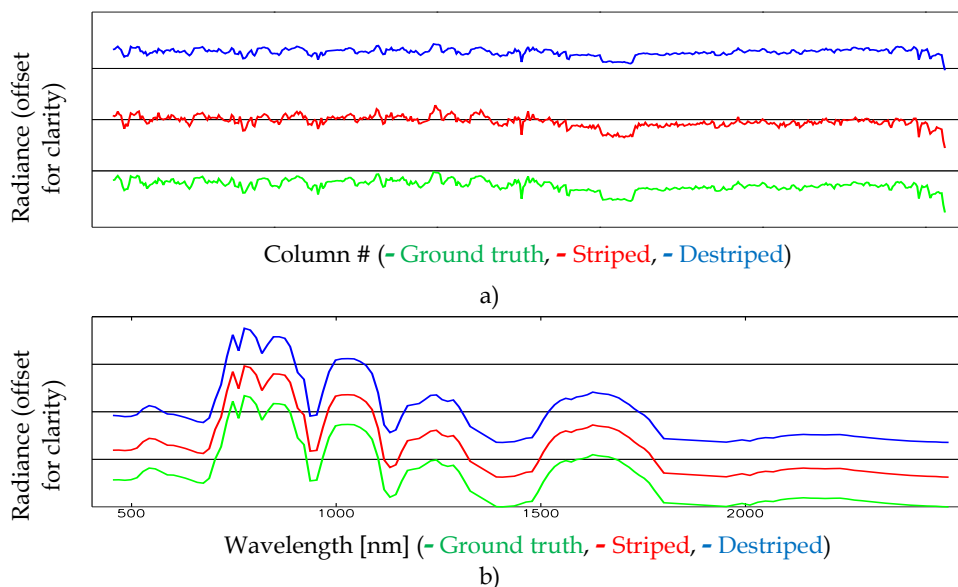 Radiance (offset
for clarity)
Column # (- Ground truth, - Striped, - Destriped)
a)
Radiance (offset
for clarity)
500 1000 1500 2000
Wavelength [nm] (- Ground truth, - Striped, - Destriped)
b)